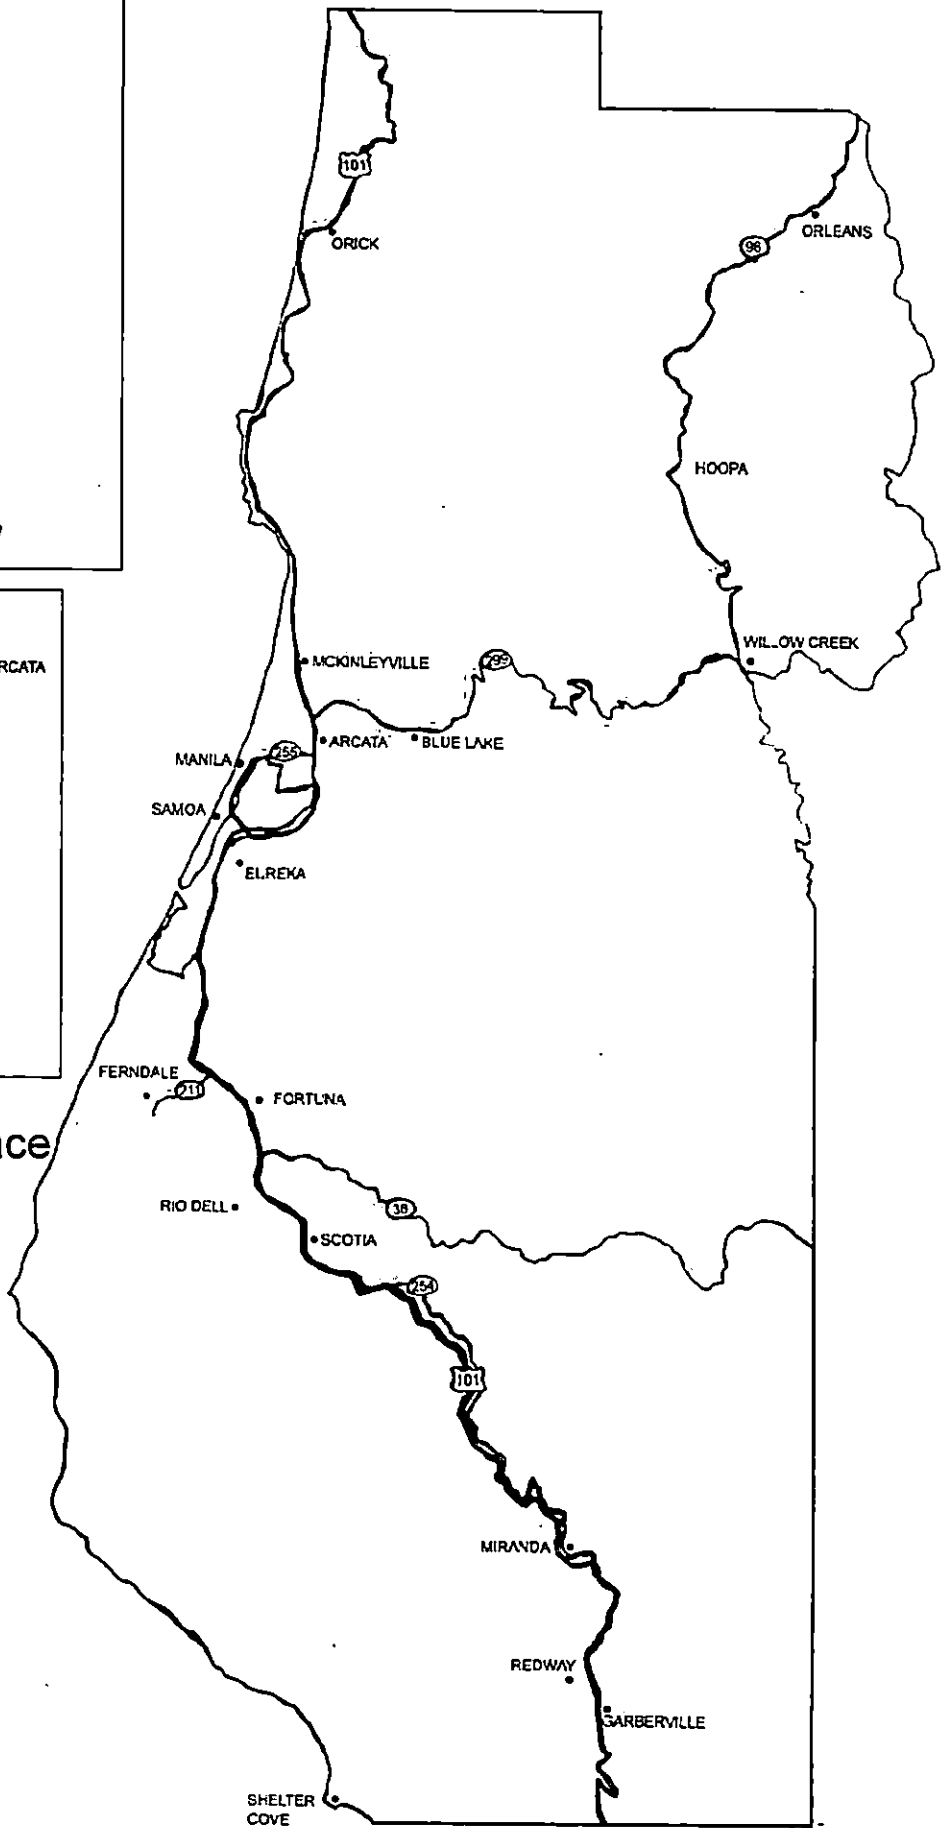 101
ORICK
ORLEANS
96
HOOPA
RCATA
MCKINLEYVILLE
299
WILLOW CREEK
ARCATA
BLUE LAKE
255
MANILA
SAMOA
EUREKA
FERNDALE
211
FORTUNA
ce
RIO DELL
36
SCOTIA
254
101
MIRANDA
REDWAY
GARBERVILLE
SHELTER
COVE